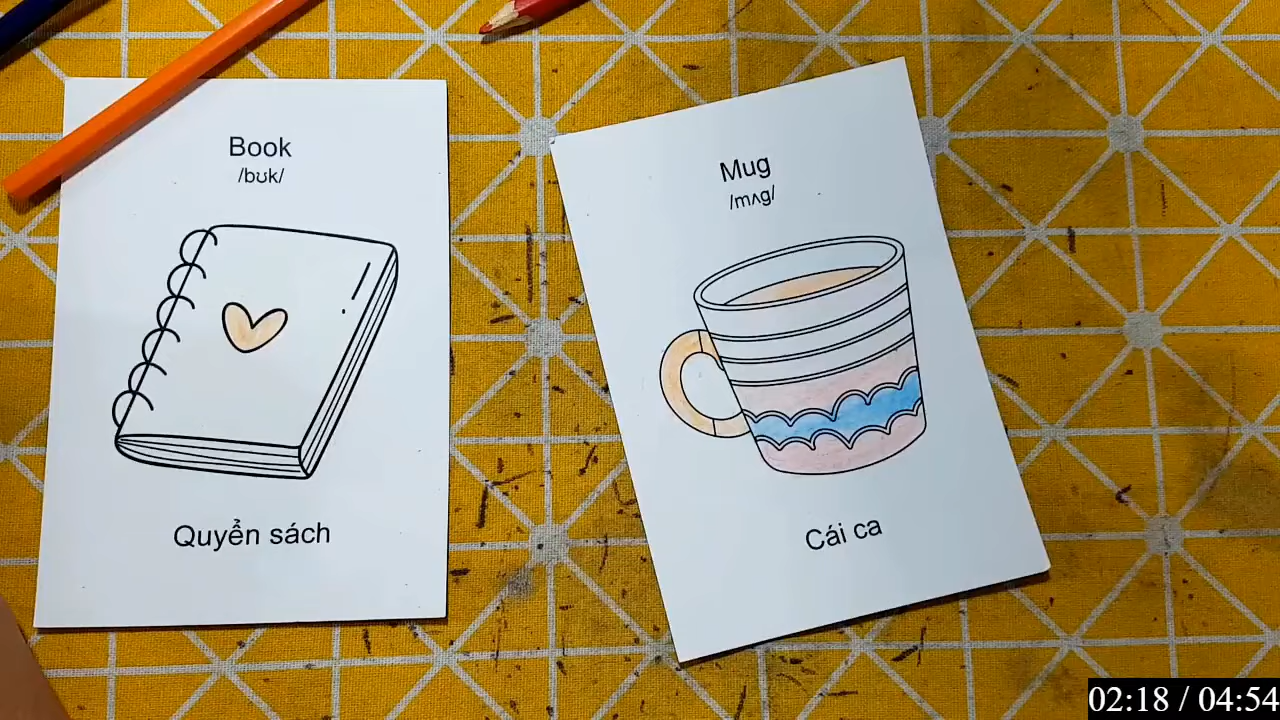 Book
/bʊk/
Quyển sách
Mug
/mʌg/
Cái ca
02:18 / 04:54